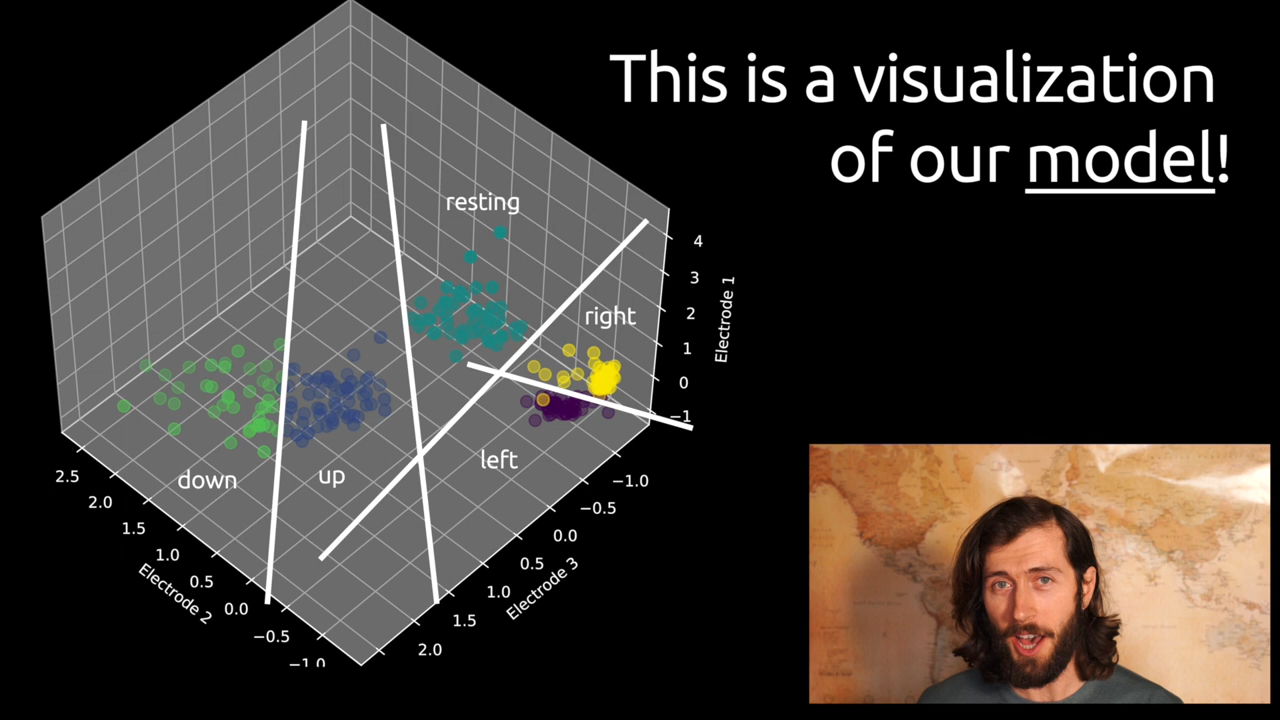 This is a visualization
of our model!
resting
right
left
up
down
4
3
2
1
0
−1
Electrode 1
2.5
2.0
1.5
1.0
0.5
0.0
−0.5
−1.0
Electrode 2
−1.0
−0.5
0.0
0.5
1.0
1.5
2.0
Electrode 3